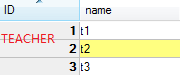 ID name
TEACHER 1 t1
2 t2
3 t3